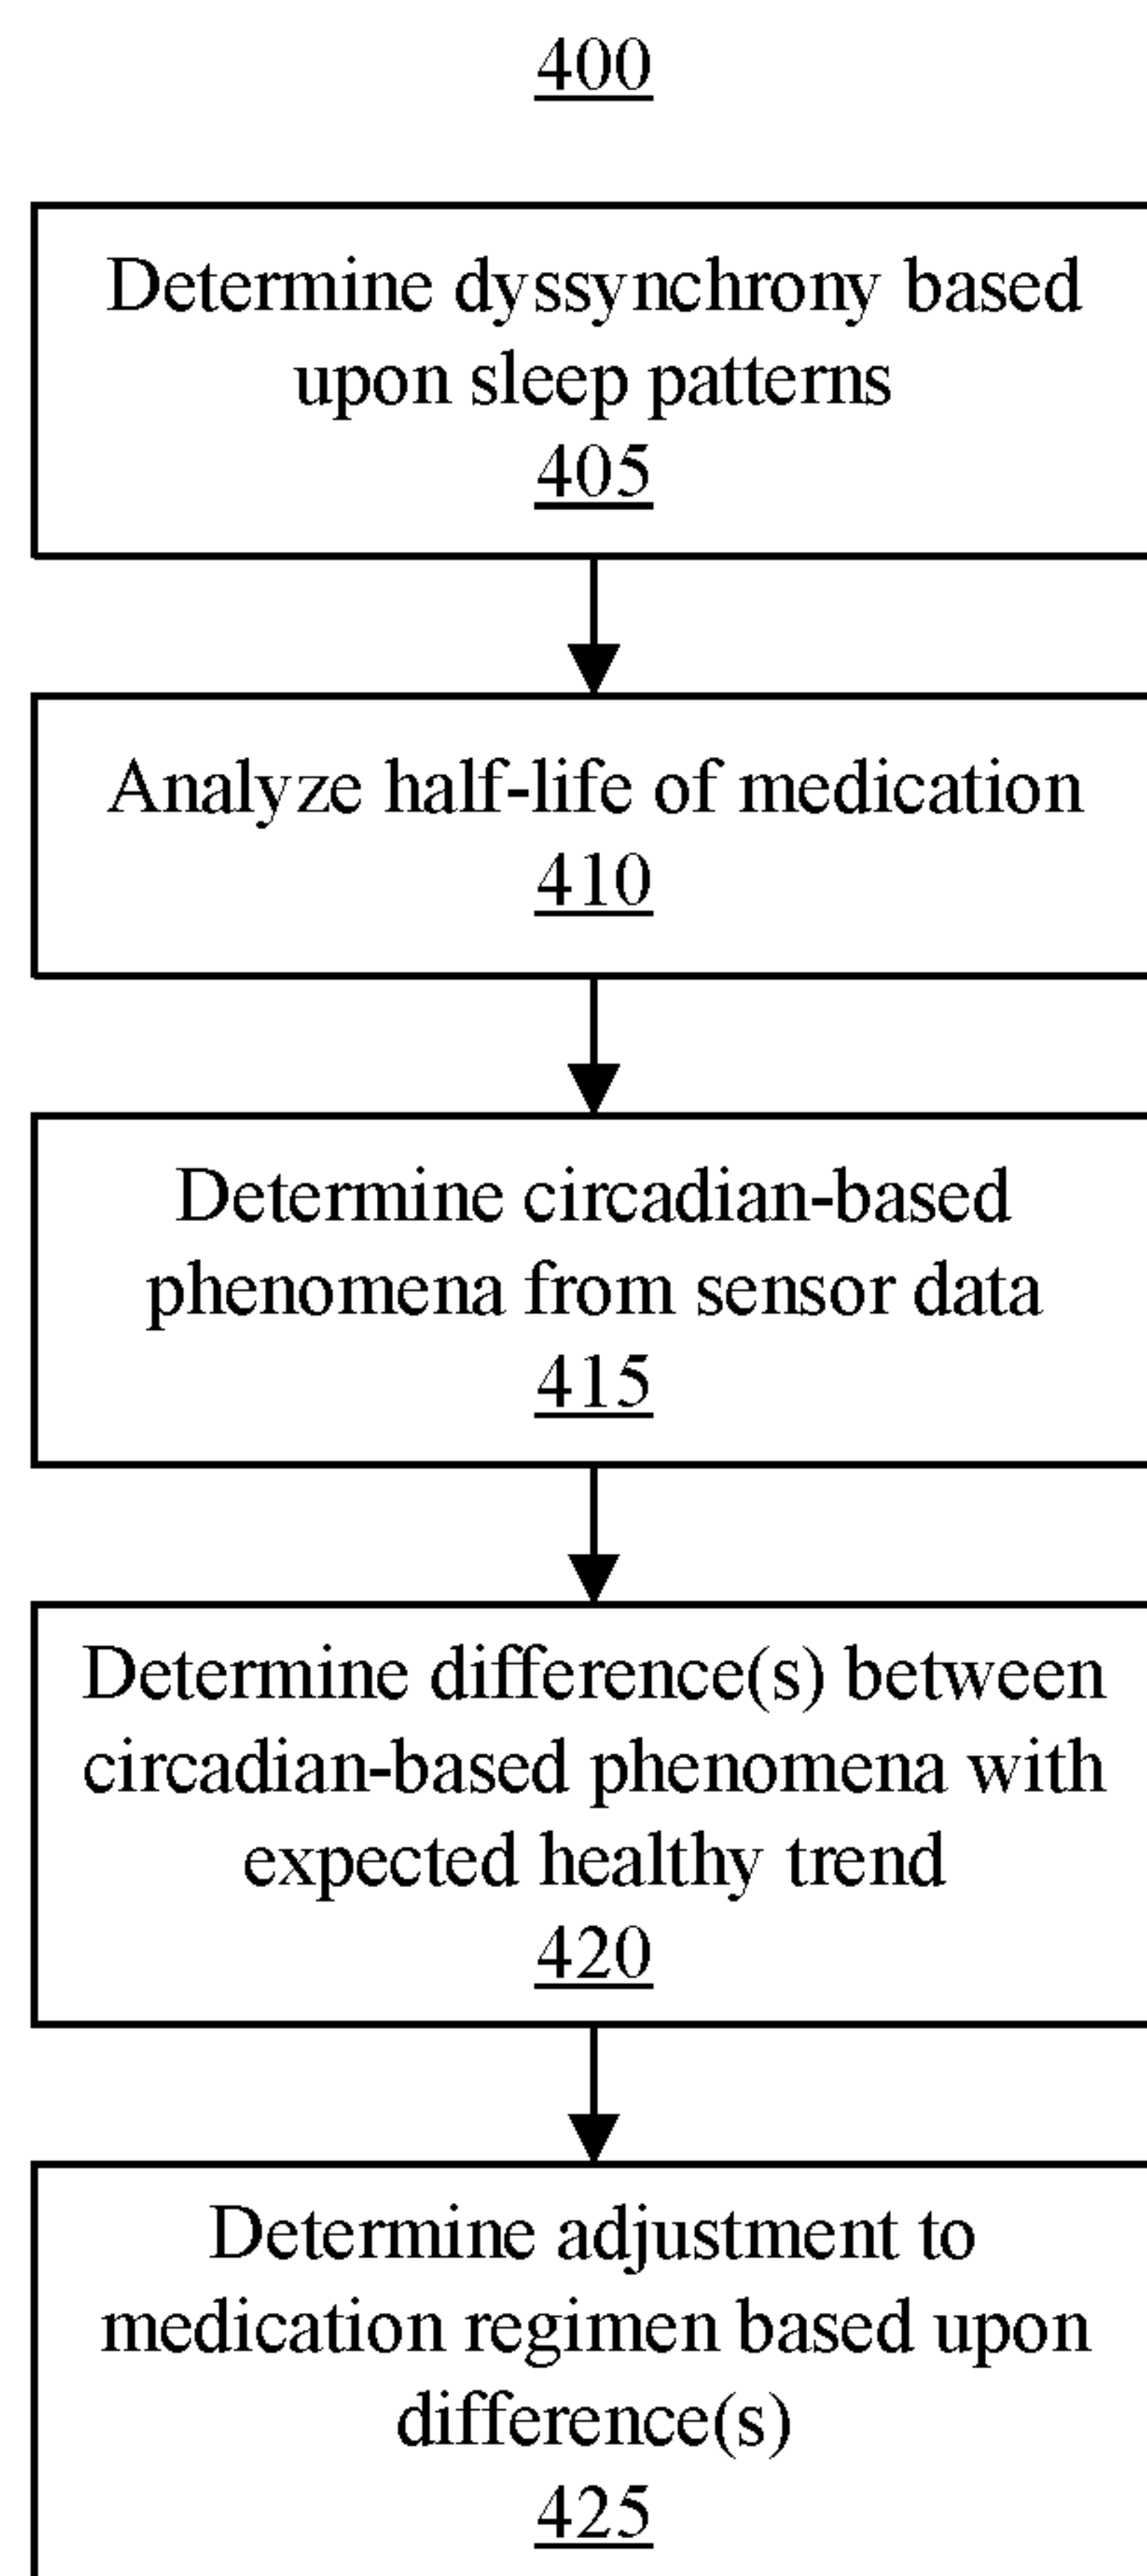 400
Determine dyssynchrony based
upon sleep patterns
405
Analyze half-life of medication
410
Determine circadian-based
phenomena from sensor data
415
Determine difference(s) between
circadian-based phenomena with
expected healthy trend
420
Determine adjustment to
medication regimen based upon
difference(s)
425